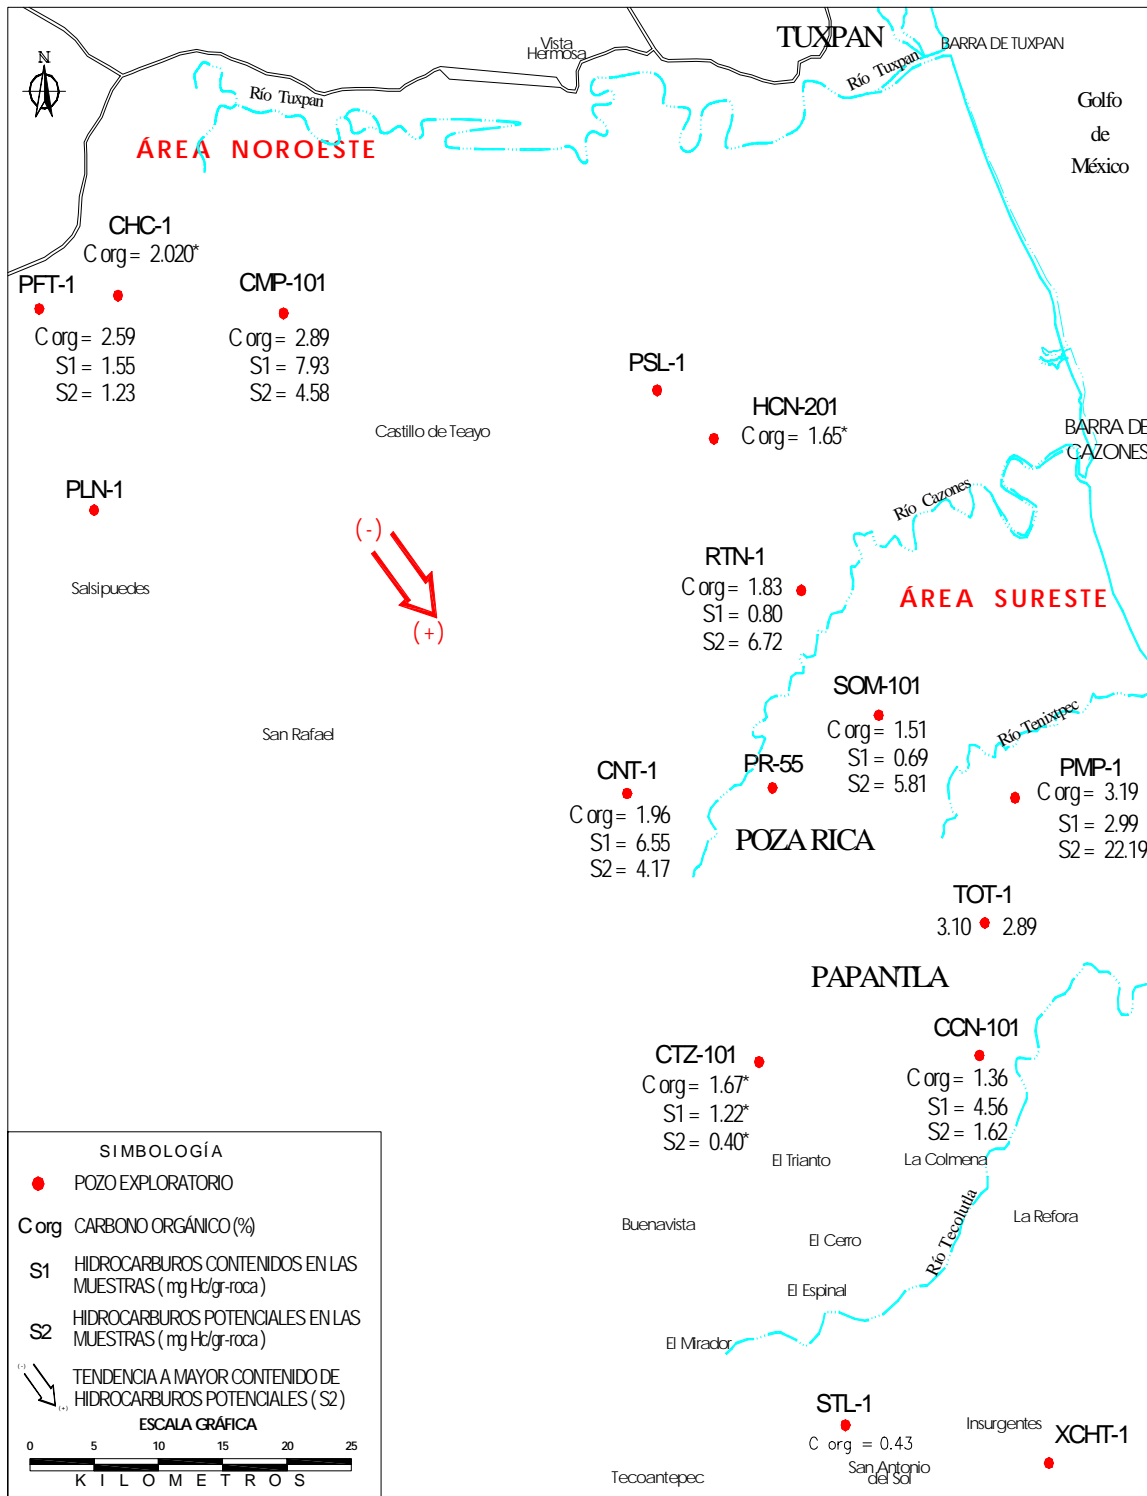 TUXPAN
Vista
Hermosa
BARRA DE TUXPAN
N
Río Tuxpan
Río Tuxpan
Golfo
de
México
ÁREA NOROESTE
CHC-1
C org = 2.020*
PFT-1
C org = 2.59
S1 = 1.55
S2 = 1.23
CMP-101
C org = 2.89
S1 = 7.93
S2 = 4.58
PSL-1
HCN-201
C org = 1.65*
Castillo de Teayo
BARRA DE
CAZONES
PLN-1
Río Cazones
(-)
(+)
Salsipuedes
RTN-1
C org = 1.83
S1 = 0.80
S2 = 6.72
ÁREA SURESTE
SOM-101
C org = 1.51
S1 = 0.69
S2 = 5.81
Río Tenixtpec
San Rafael
CNT-1
C org = 1.96
S1 = 6.55
S2 = 4.17
PR-55
PMP-1
C org = 3.19
S1 = 2.99
S2 = 22.19
POZA RICA
TOT-1
3.10 2.89
PAPANTLA
CCN-101
C org = 1.36
S1 = 4.56
S2 = 1.62
CTZ-101
C org = 1.67*
S1 = 1.22*
S2 = 0.40*
El Trianto
La Colmena
Buenavista
El Cerro
La Refora
Río Tecolutla
El Espinal
El Mirador
STL-1
C org = 0.43
San Antonio
del Sol
Insurgentes
XCHT-1
Tecoantepec
SIMBOLOGÍA
POZO EXPLORATORIO
C org CARBONO ORGÁNICO (%)
S1 HIDROCARBUROS CONTENIDOS EN LAS
MUESTRAS ( mg Hc/gr-roca )
S2 HIDROCARBUROS POTENCIALES EN LAS
MUESTRAS ( mg Hc/gr-roca )
(-)
(+)
TENDENCIA A MAYOR CONTENIDO DE
HIDROCARBUROS POTENCIALES ( S2 )
ESCALA GRÁFICA
0 5 10 15 20 25
K I L O M E T R O S